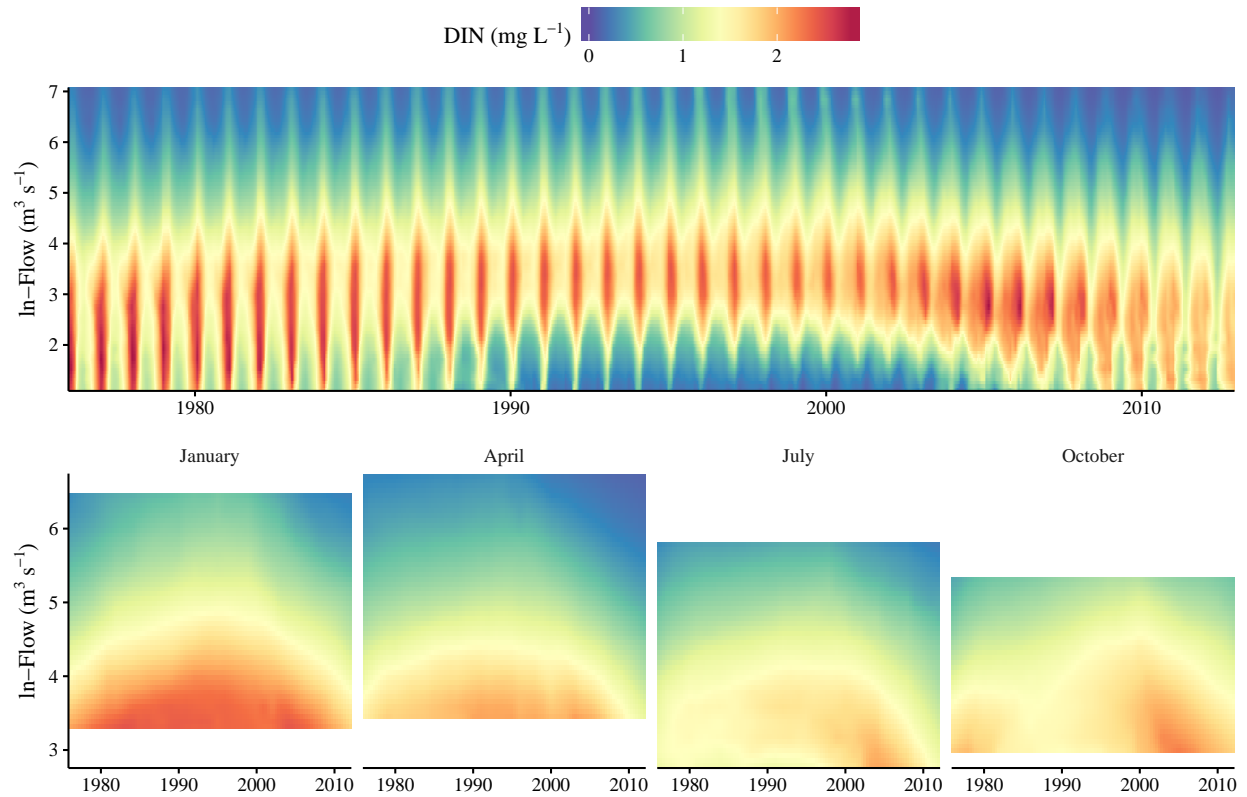 DIN (mg L⁻¹)
0 1 2
ln−Flow (m³ s⁻¹)
7
6
5
4
3
2
1980 1990 2000 2010
January April July October
ln−Flow (m³ s⁻¹)
6
5
4
3
1980 1990 2000 2010 1980 1990 2000 2010 1980 1990 2000 2010 1980 1990 2000 2010